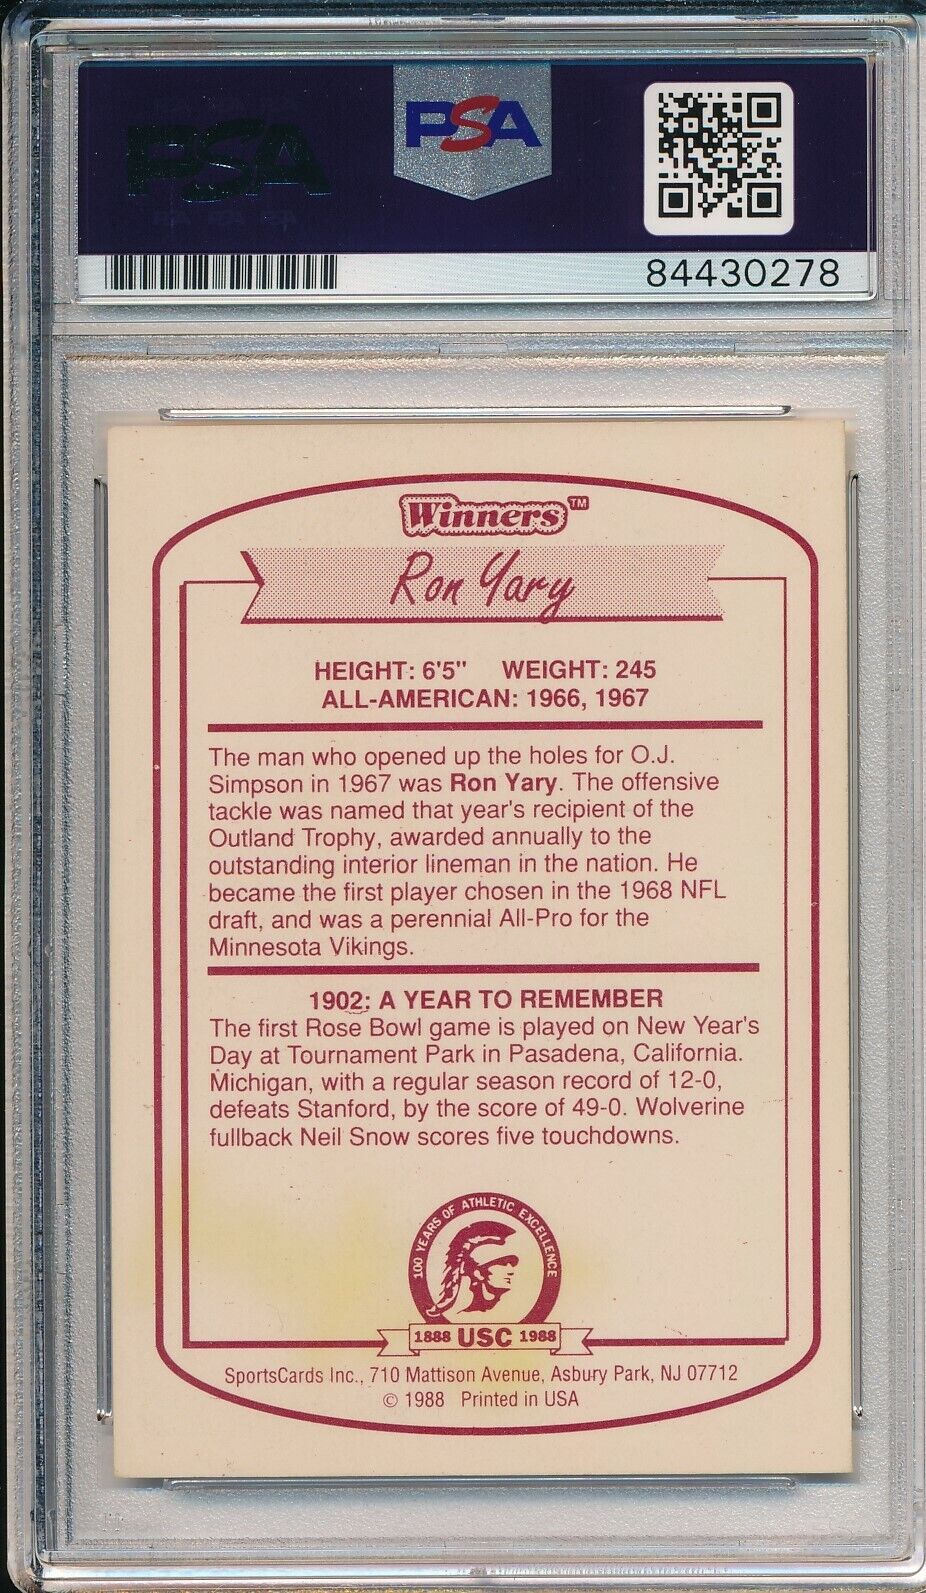 PSA
PSA
84430278
Winners™
Ron Yary
HEIGHT: 6'5" WEIGHT: 245
ALL-AMERICAN: 1966, 1967
The man who opened up the holes for O.J.
Simpson in 1967 was Ron Yary. The offensive
tackle was named that year's recipient of the
Outland Trophy, awarded annually to the
outstanding interior lineman in the nation. He
became the first player chosen in the 1968 NFL
draft, and was a perennial All-Pro for the
Minnesota Vikings.
1902: A YEAR TO REMEMBER
The first Rose Bowl game is played on New Year's
Day at Tournament Park in Pasadena, California.
Michigan, with a regular season record of 12-0,
defeats Stanford, by the score of 49-0. Wolverine
fullback Neil Snow scores five touchdowns.
100 YEARS OF ATHLETIC EXCELLENCE
1888 USC 1988
SportsCards Inc., 710 Mattison Avenue, Asbury Park, NJ 07712
© 1988 Printed in USA